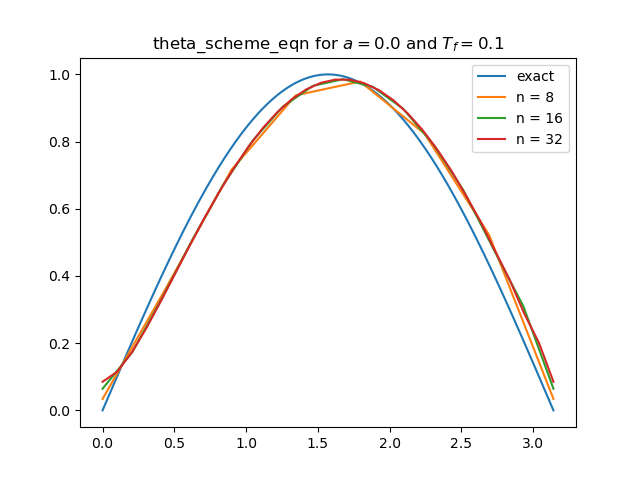 theta_scheme_eqn for a = 0.0 and T_f = 0.1
exact
n = 8
n = 16
n = 32
1.0
0.8
0.6
0.4
0.2
0.0
0.0 0.5 1.0 1.5 2.0 2.5 3.0